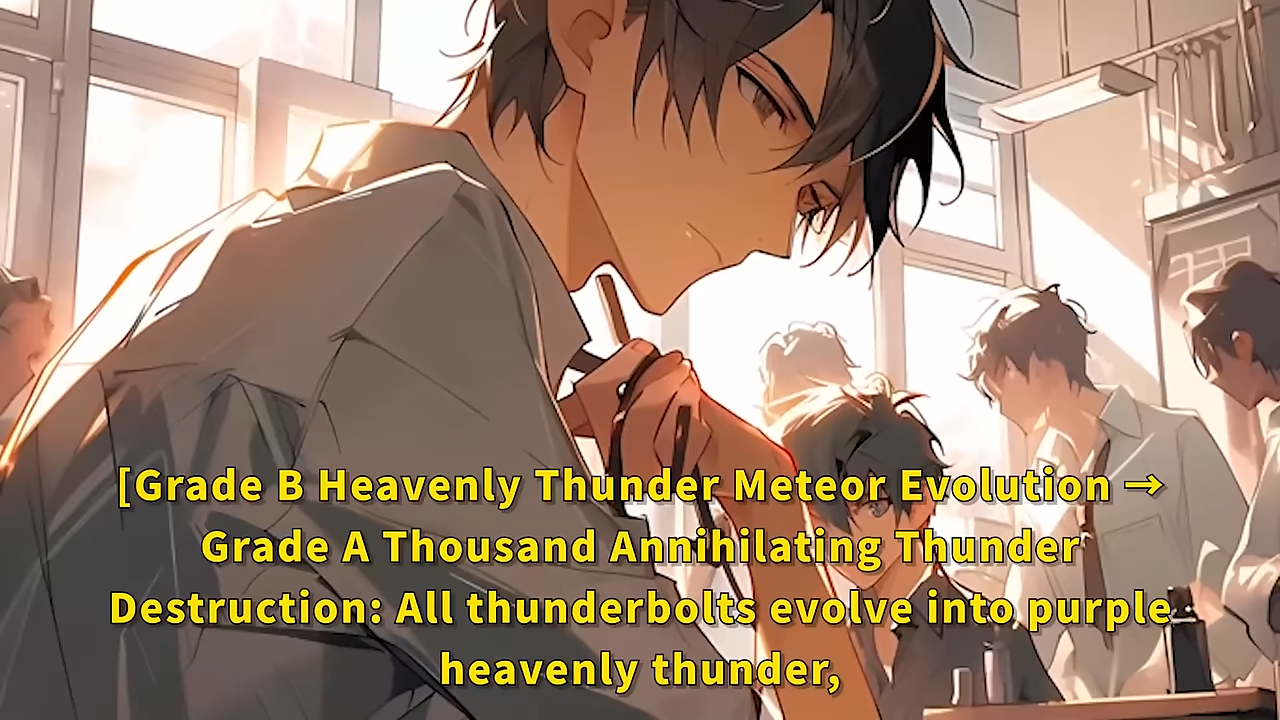 [Grade B Heavenly Thunder Meteor Evolution →
Grade A Thousand Annihilating Thunder
Destruction: All thunderbolts evolve into purple
heavenly thunder,